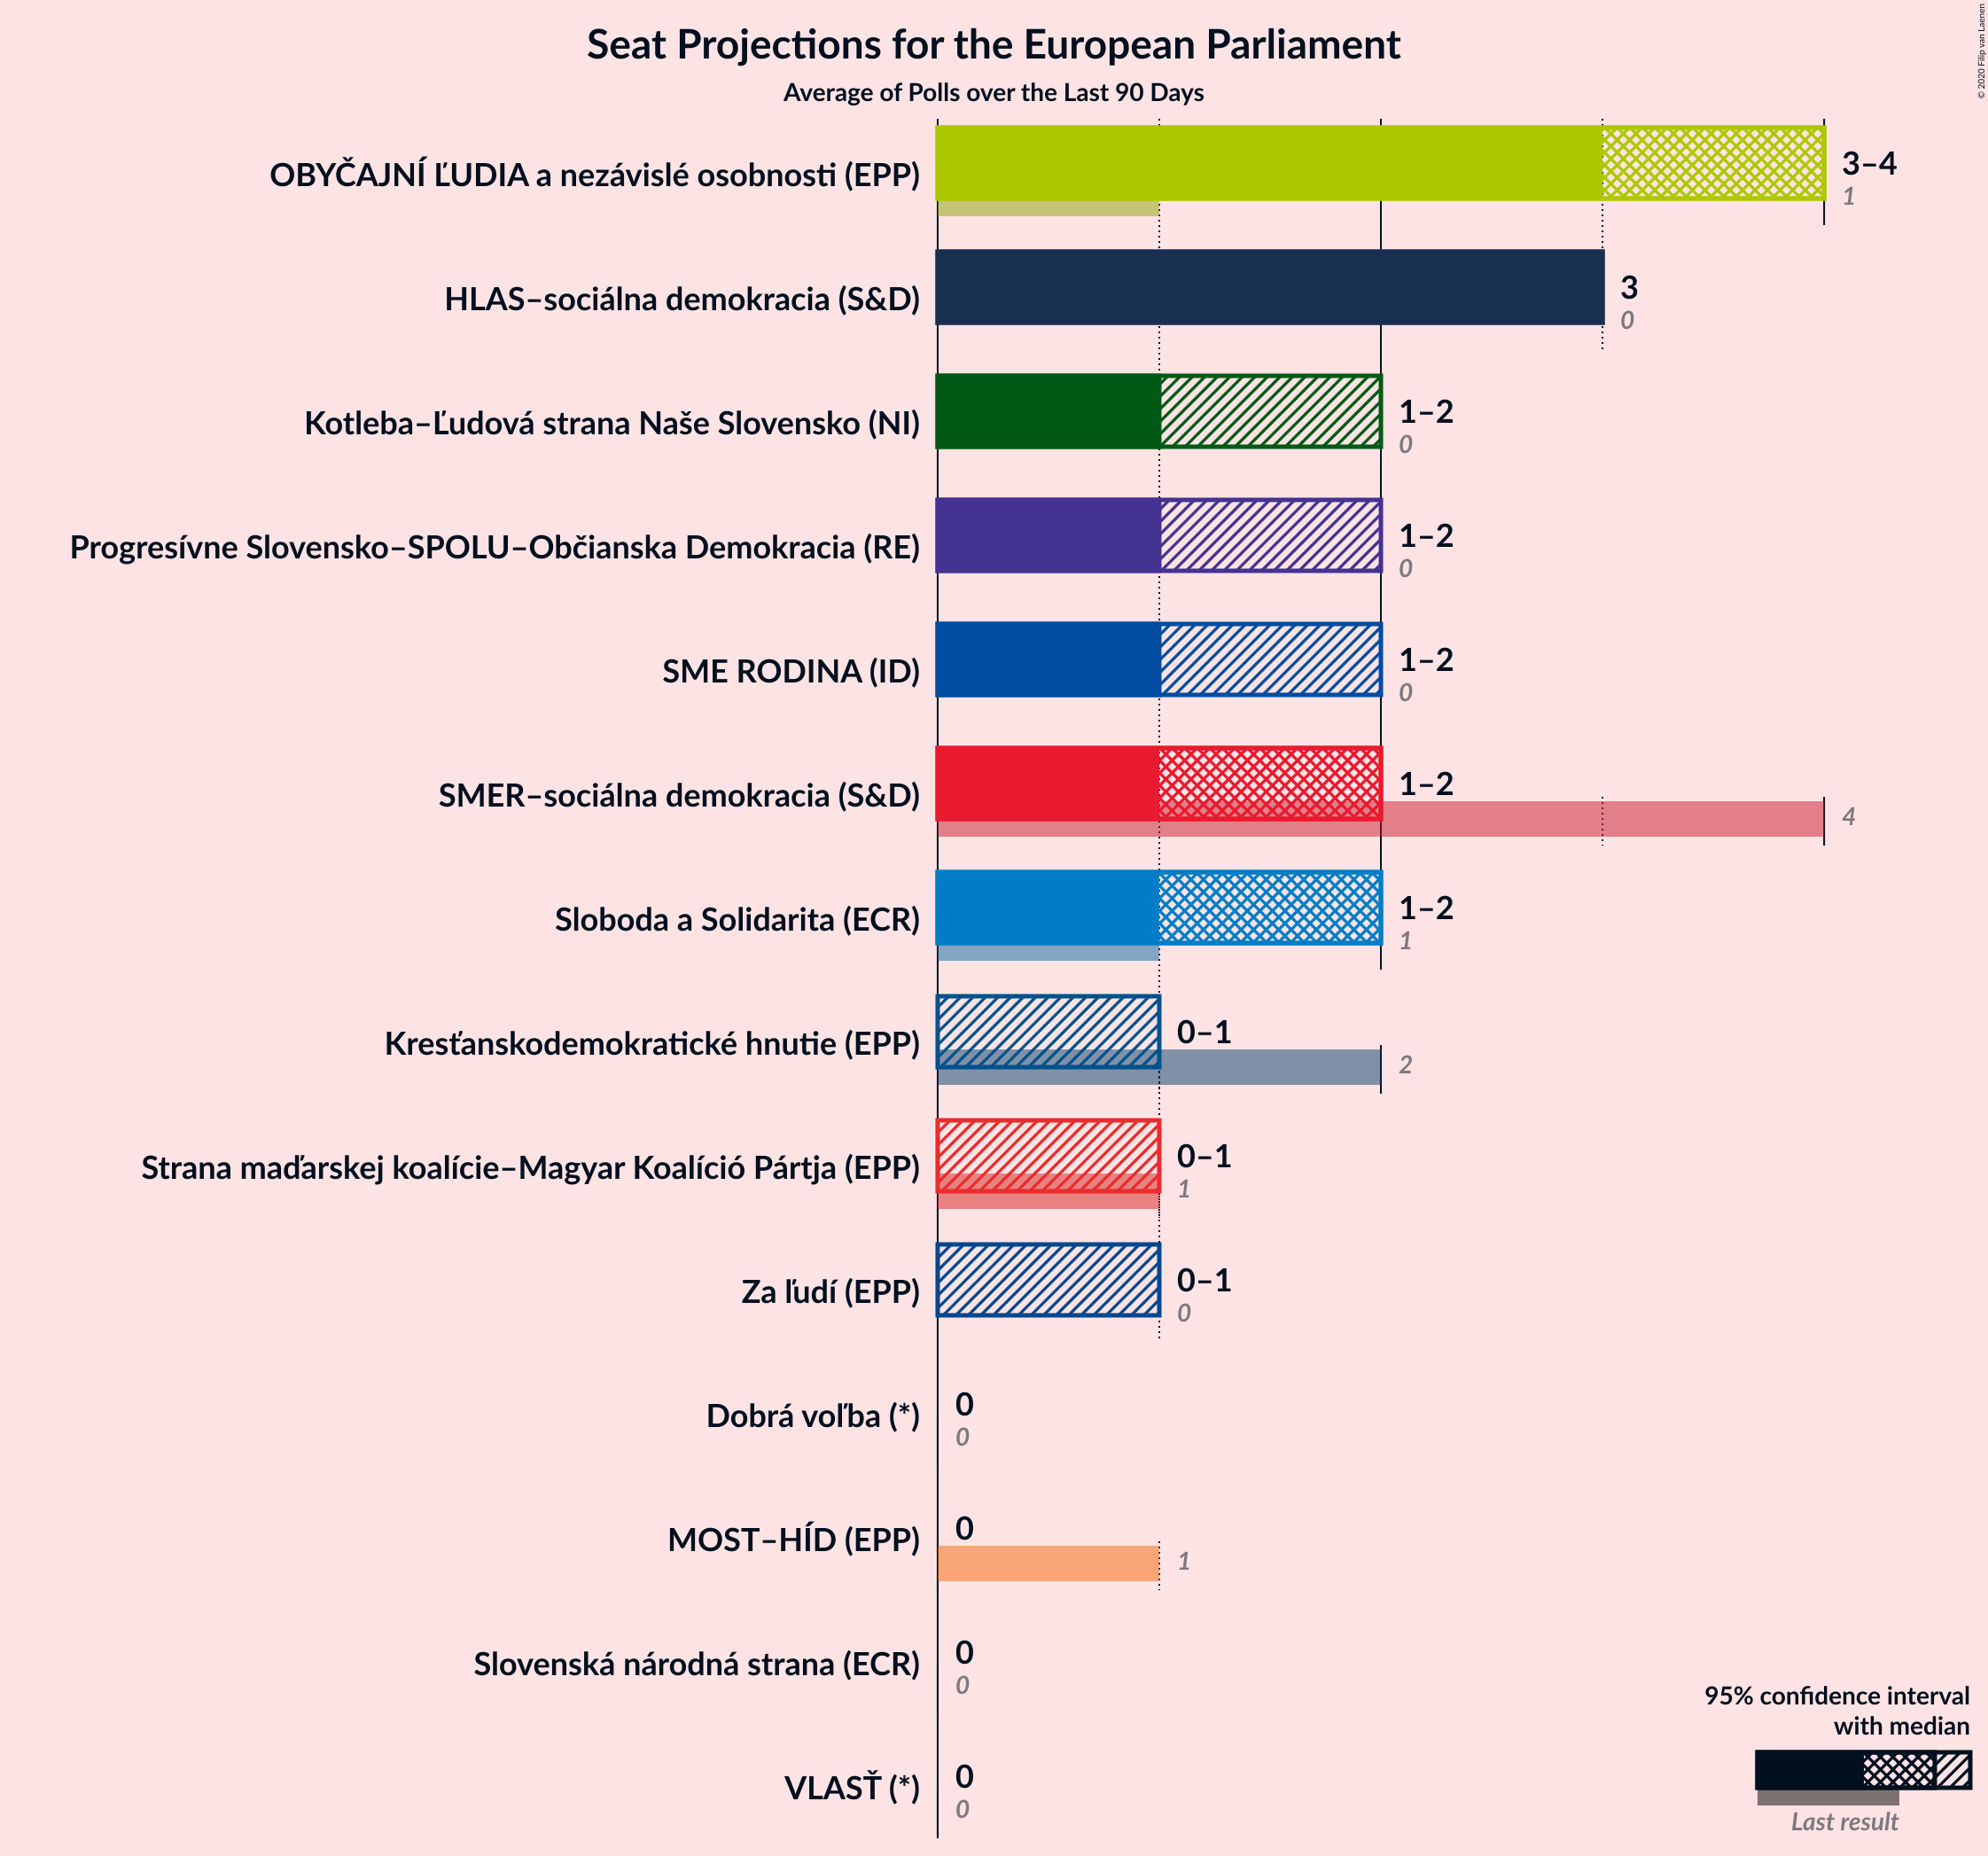 Seat Projections for the European Parliament
Average of Polls over the Last 90 Days
© 2020 Filip van Laenen
OBYČAJNÍ ĽUDIA a nezávislé osobnosti (EPP)
3–4
1
HLAS–sociálna demokracia (S&D)
3
0
Kotleba–Ľudová strana Naše Slovensko (NI)
1–2
0
Progresívne Slovensko–SPOLU–Občianska Demokracia (RE)
1–2
0
SME RODINA (ID)
1–2
0
SMER–sociálna demokracia (S&D)
1–2
4
Sloboda a Solidarita (ECR)
1–2
1
Kresťanskodemokratické hnutie (EPP)
0–1
2
Strana maďarskej koalície–Magyar Koalíció Pártja (EPP)
0–1
1
Za ľudí (EPP)
0–1
0
Dobrá voľba (*)
0
0
MOST–HÍD (EPP)
0
1
Slovenská národná strana (ECR)
0
0
VLASŤ (*)
0
0
95% confidence interval
with median
Last result